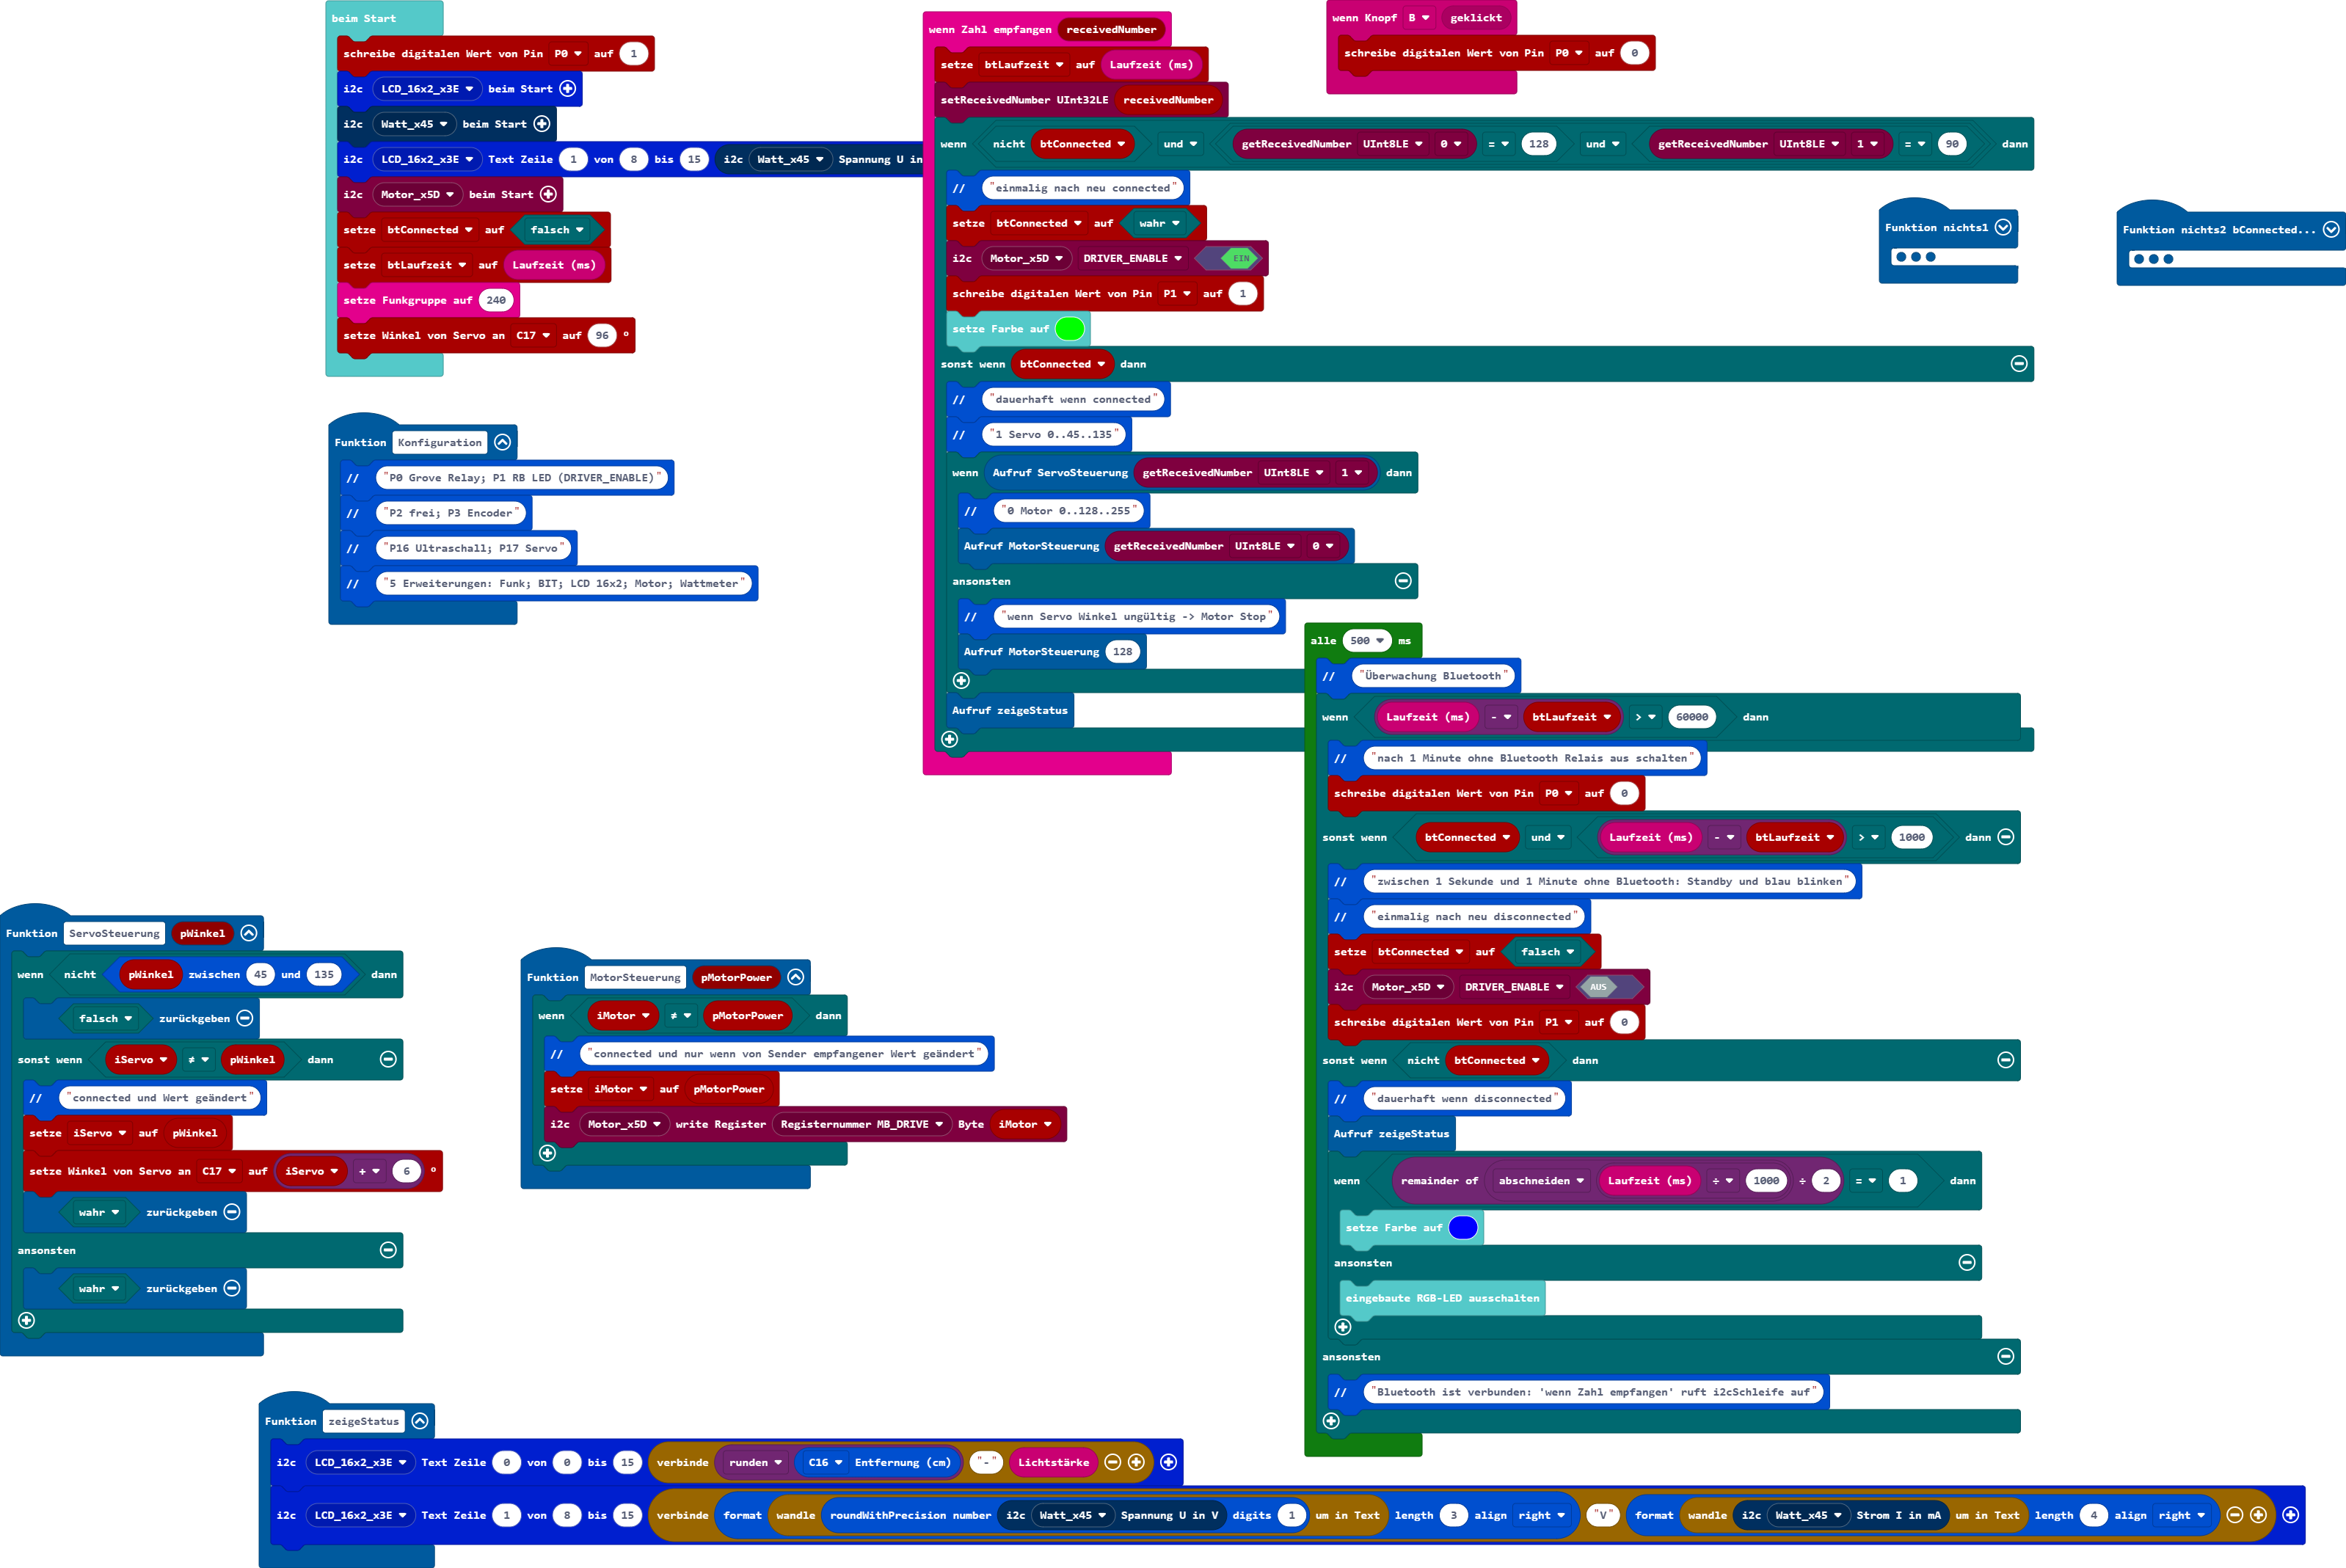 beim Start
schreibe digitalen Wert von Pin P0 auf 1
i2c LCD_16x2_x3E beim Start
i2c Watt_x45 beim Start
i2c LCD_16x2_x3E Text Zeile 1 von 8 bis 15 i2c Watt_x45 Spannung U in
i2c Motor_x5D beim Start
setze btConnected auf falsch
setze btLaufzeit auf Laufzeit (ms)
setze Funkgruppe auf 240
setze Winkel von Servo an C17 auf 96 °
Funktion Konfiguration
// "P0 Grove Relay; P1 RB LED (DRIVER_ENABLE)"
// "P2 frei; P3 Encoder"
// "P16 Ultraschall; P17 Servo"
// "5 Erweiterungen: Funk; BIT; LCD 16x2; Motor; Wattmeter"
wenn Zahl empfangen receivedNumber
setze btLaufzeit auf Laufzeit (ms)
setReceivedNumber UInt32LE receivedNumber
wenn nicht btConnected und getReceivedNumber UInt8LE 0 = 128 und getReceivedNumber UInt8LE 1 = 90 dann
// "einmalig nach neu connected"
setze btConnected auf wahr
i2c Motor_x5D DRIVER_ENABLE EIN
schreibe digitalen Wert von Pin P1 auf 1
setze Farbe auf
sonst wenn btConnected dann
// "dauerhaft wenn connected"
// "1 Servo 0..45..135"
wenn Aufruf ServoSteuerung getReceivedNumber UInt8LE 1 dann
// "0 Motor 0..128..255"
Aufruf MotorSteuerung getReceivedNumber UInt8LE 0
ansonsten
// "wenn Servo Winkel ungültig -> Motor Stop"
Aufruf MotorSteuerung 128
Aufruf zeigeStatus
wenn Knopf B geklickt
schreibe digitalen Wert von Pin P0 auf 0
Funktion nichts1
Funktion nichts2 bConnected...
alle 500 ms
// "Überwachung Bluetooth"
wenn Laufzeit (ms) - btLaufzeit > 60000 dann
// "nach 1 Minute ohne Bluetooth Relais aus schalten"
schreibe digitalen Wert von Pin P0 auf 0
sonst wenn btConnected und Laufzeit (ms) - btLaufzeit > 1000 dann
// "zwischen 1 Sekunde und 1 Minute ohne Bluetooth: Standby und blau blinken"
// "einmalig nach neu disconnected"
setze btConnected auf falsch
i2c Motor_x5D DRIVER_ENABLE AUS
schreibe digitalen Wert von Pin P1 auf 0
sonst wenn nicht btConnected dann
// "dauerhaft wenn disconnected"
Aufruf zeigeStatus
wenn remainder of abschneiden Laufzeit (ms) ÷ 1000 ÷ 2 = 1 dann
setze Farbe auf
ansonsten
eingebaute RGB-LED ausschalten
ansonsten
// "Bluetooth ist verbunden: 'wenn Zahl empfangen' ruft i2cSchleife auf"
Funktion ServoSteuerung pWinkel
wenn nicht pWinkel zwischen 45 und 135 dann
falsch zurückgeben
sonst wenn iServo ≠ pWinkel dann
// "connected und Wert geändert"
setze iServo auf pWinkel
setze Winkel von Servo an C17 auf iServo + 6 °
wahr zurückgeben
ansonsten
wahr zurückgeben
Funktion MotorSteuerung pMotorPower
wenn iMotor ≠ pMotorPower dann
// "connected und nur wenn von Sender empfangener Wert geändert"
setze iMotor auf pMotorPower
i2c Motor_x5D write Register Registernummer MB_DRIVE Byte iMotor
Funktion zeigeStatus
i2c LCD_16x2_x3E Text Zeile 0 von 0 bis 15 verbinde runden C16 Entfernung (cm) "-" Lichtstärke
i2c LCD_16x2_x3E Text Zeile 1 von 8 bis 15 verbinde format wandle roundWithPrecision number i2c Watt_x45 Spannung U in V digits 1 um in Text length 3 align right "V" format wandle i2c Watt_x45 Strom I in mA um in Text length 4 align right